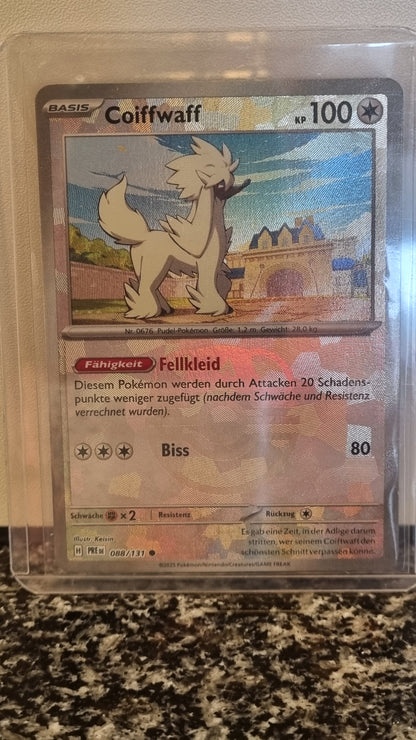 BASIS Coiffwaff KP 100
Nr. 0676 Pudel-Pokémon Größe: 1,2 m Gewicht: 28,0 kg
Fähigkeit Fellkleid
Diesem Pokémon werden durch Attacken 20 Schadens-
punkte weniger zugefügt (nachdem Schwäche und Resistenz
verrechnet wurden).
Biss 80
Schwäche ×2 Resistenz Rückzug
Illustr. Keisin
H PRE DE 088/131
Es gab eine Zeit, in der Adlige darum
stritten, wer seinem Coiffwaff den
schönsten Schnitt verpassen konnte.
©2025 Pokémon/Nintendo/Creatures/GAME FREAK